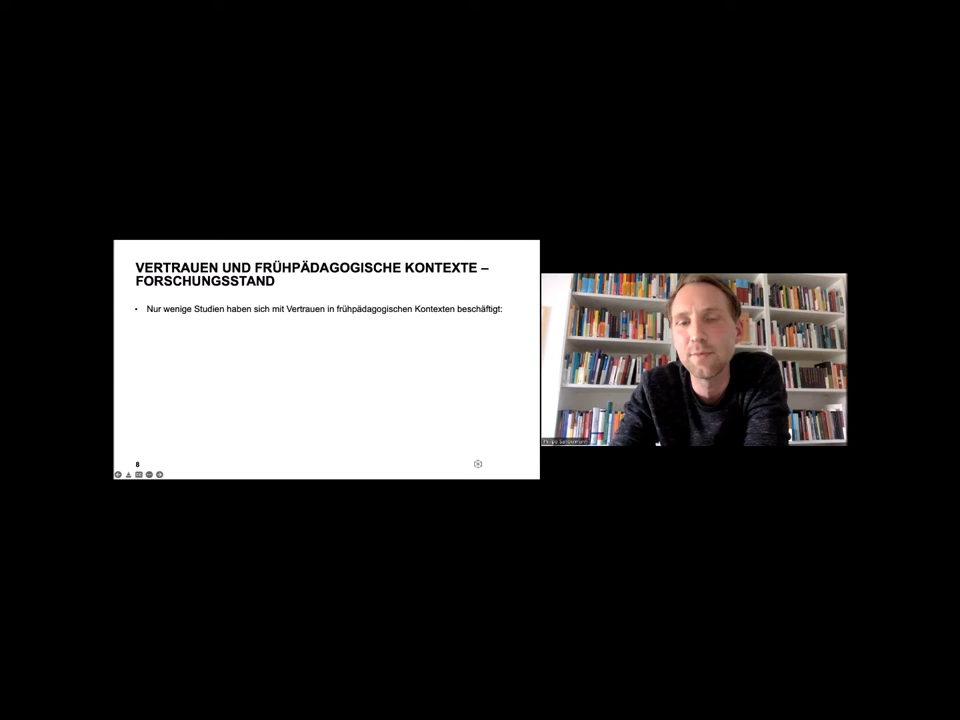 VERTRAUEN UND FRÜHPÄDAGOGISCHE KONTEXTE –
FORSCHUNGSSTAND
• Nur wenige Studien haben sich mit Vertrauen in frühpädagogischen Kontexten beschäftigt:
8